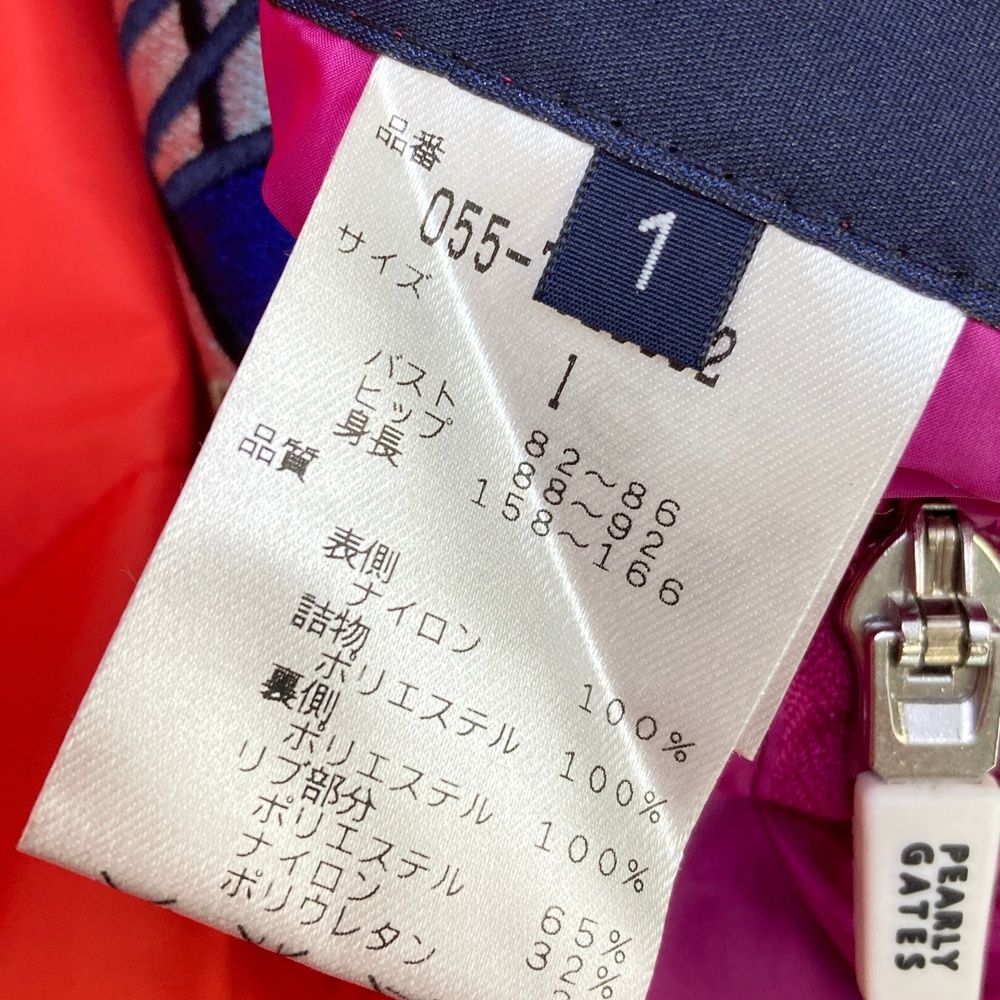 品番
055-
1
2
サイズ
1
バスト 82~86
ヒップ 88~92
身長 158~166
品質
表側
ナイロン 100%
詰物
ポリエステル 100%
裏側
ポリエステル 100%
リブ部分
ポリエステル 65%
ナイロン 32%
ポリウレタン
PEARLY
GATES